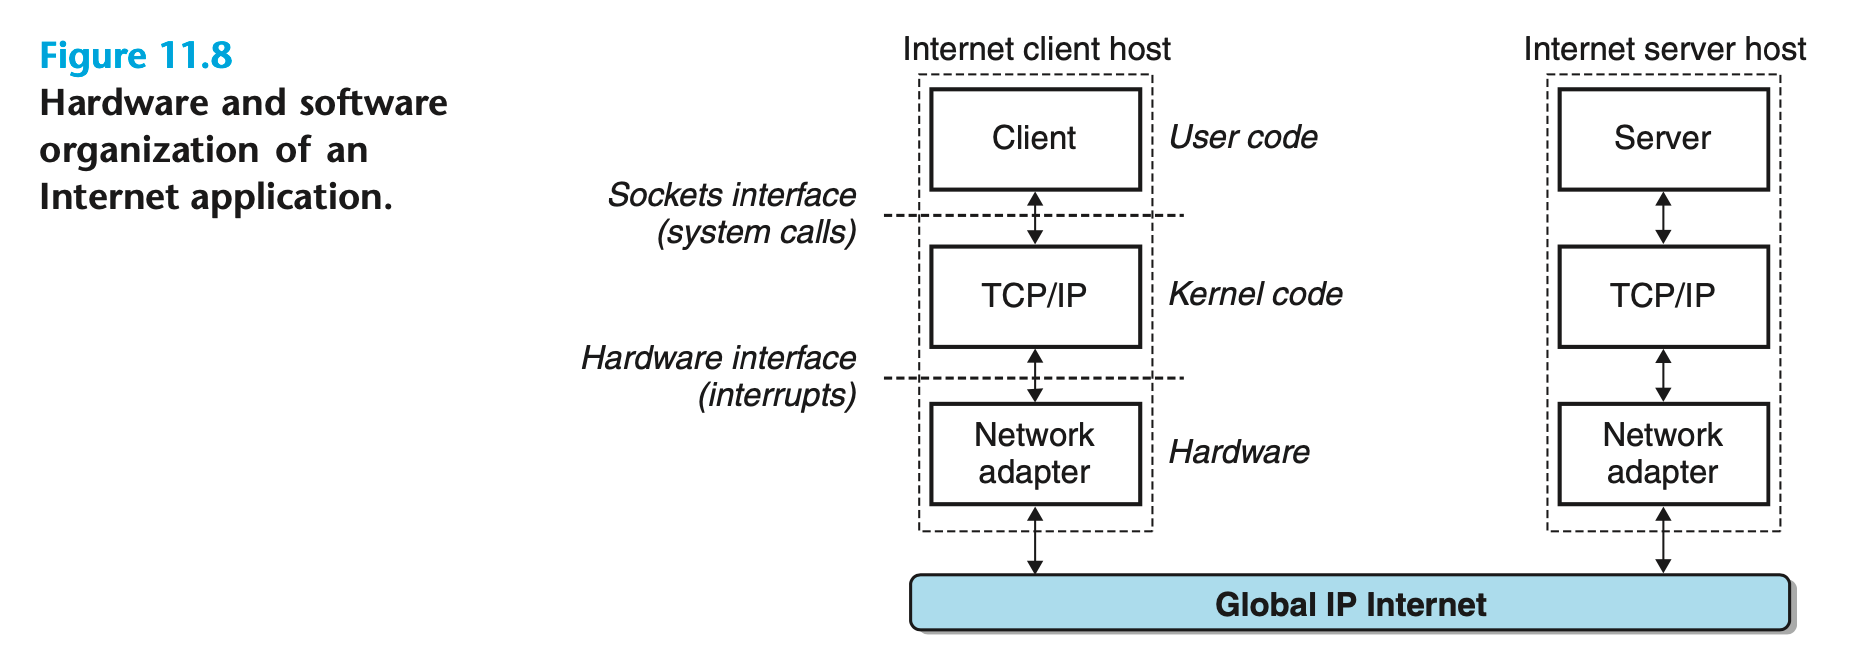 Figure 11.8
Hardware and software
organization of an
Internet application.
Internet client host
Internet server host
Client
User code
Server
Sockets interface
(system calls)
TCP/IP
Kernel code
TCP/IP
Hardware interface
(interrupts)
Network
adapter
Hardware
Network
adapter
Global IP Internet